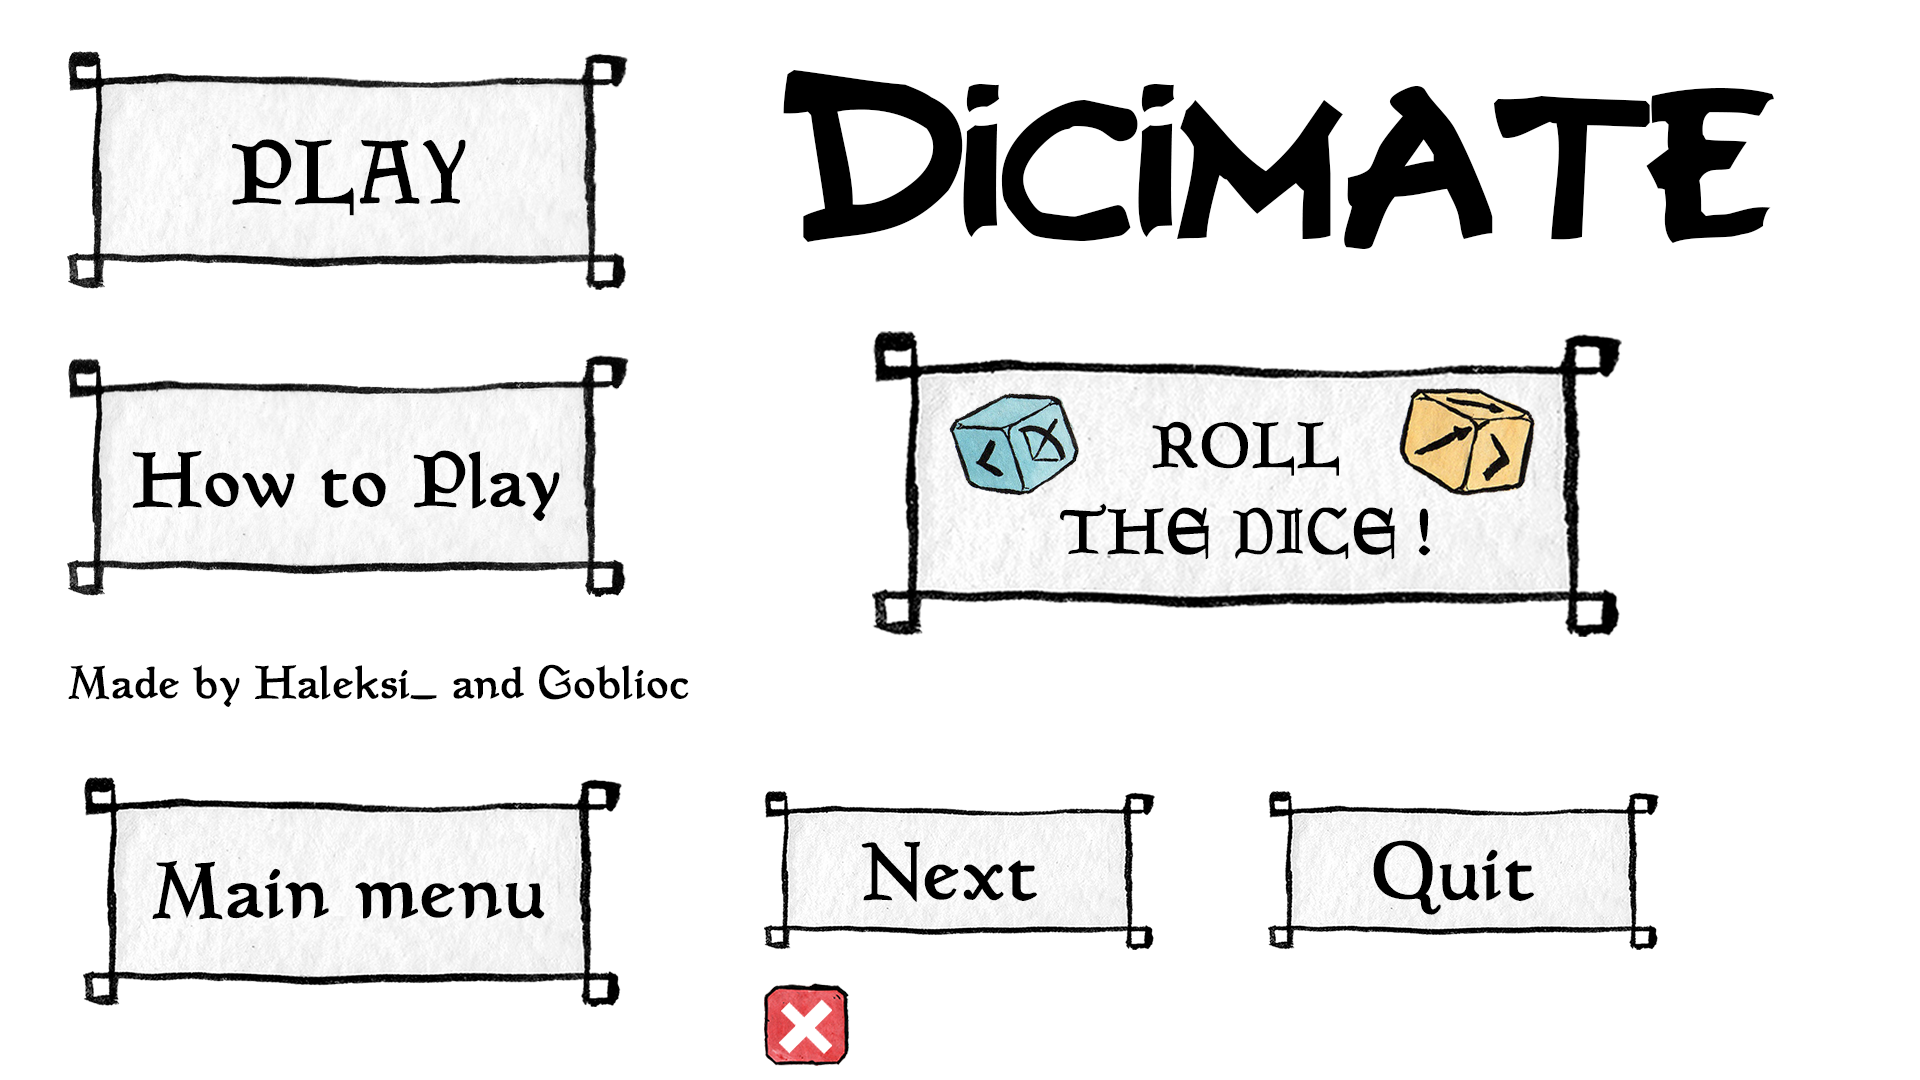 PLAY
DiCiMATE
How to Play
ROLL
THE DICE !
Made by Haleksi_ and Goblioc
Main menu
Next
Quit